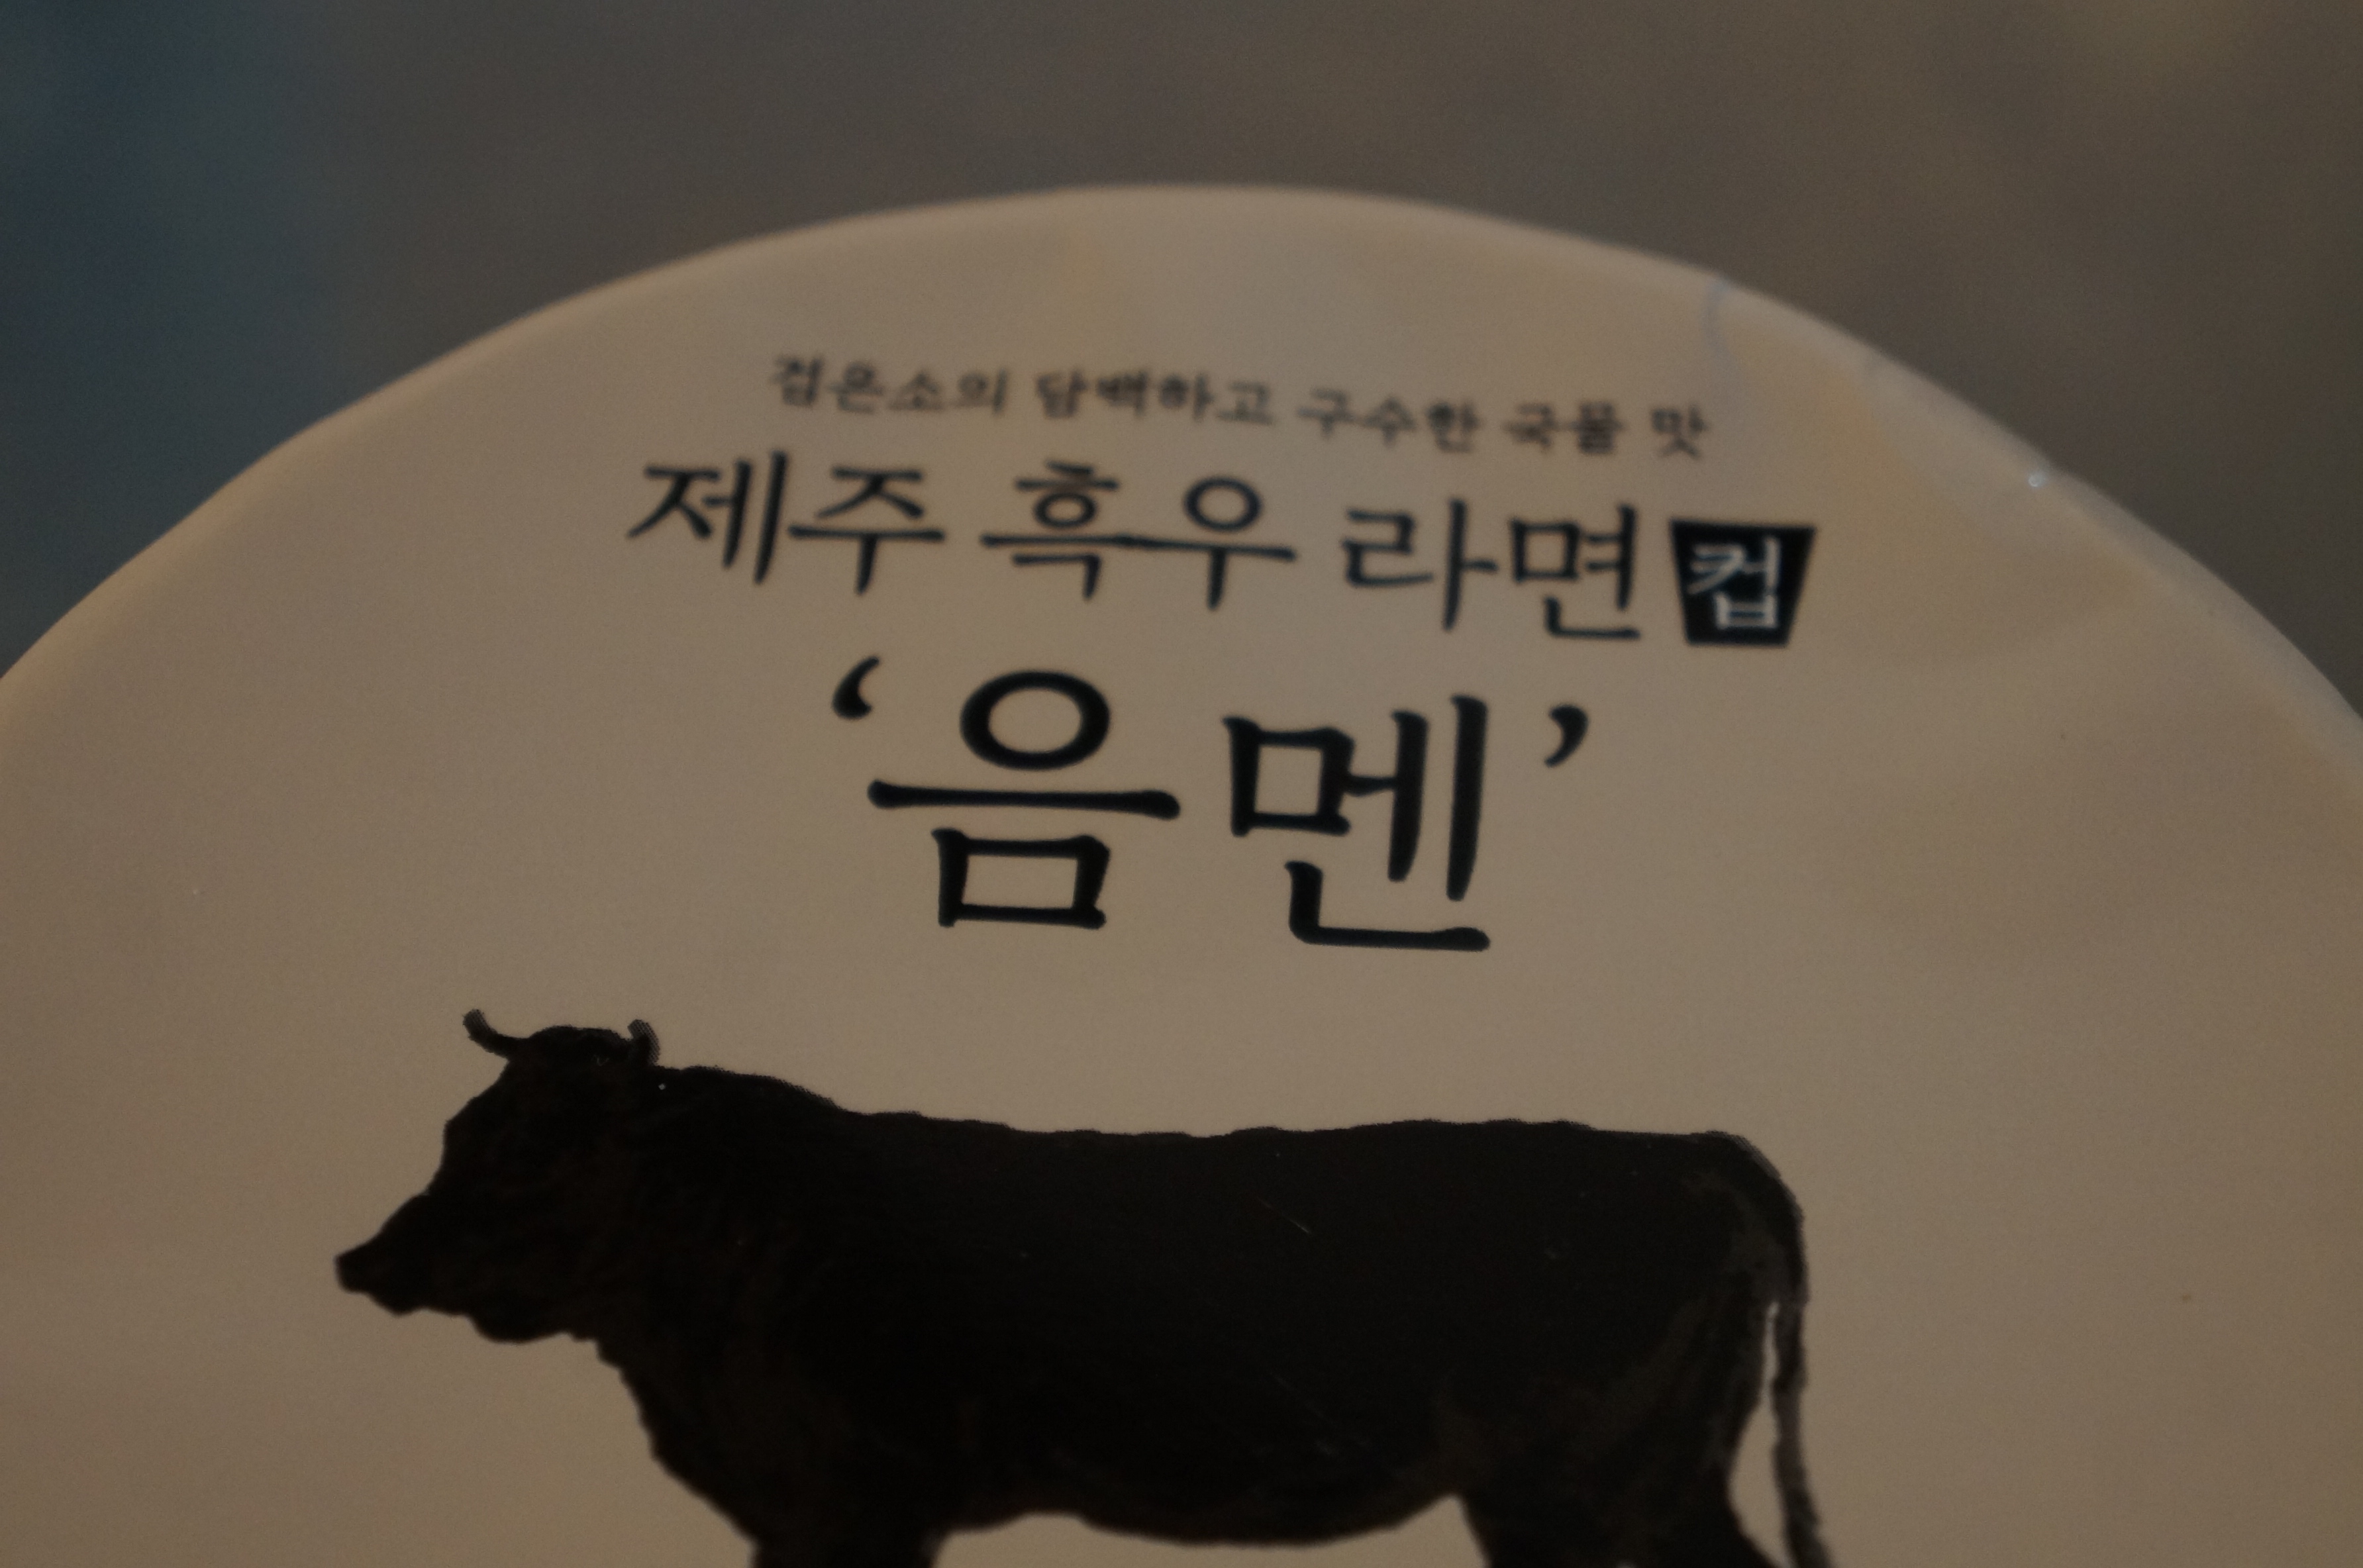 검은소의 담백하고 구수한 국물 맛
제주 흑우 라면 컵
‘음멘’